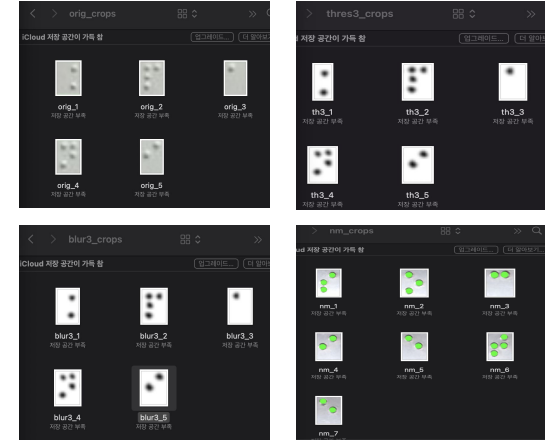 orig_crops
iCloud 저장 공간이 가득 참
업그레이드...
orig_1
저장 공간 부족
orig_2
저장 공간 부족
orig_3
저장 공간 부족
orig_4
저장 공간 부족
orig_5
저장 공간 부족
thres3_crops
저장 공간이 가득 참
업그레이드...
th3_1
저장 공간 부족
th3_2
저장 공간 부족
th3_3
저장 공간 부족
th3_4
저장 공간 부족
th3_5
저장 공간 부족
blur3_crops
iCloud 저장 공간이 가득 참
업그레이드...
blur3_1
저장 공간 부족
blur3_2
저장 공간 부족
blur3_3
저장 공간 부족
blur3_4
저장 공간 부족
blur3_5
저장 공간 부족
nm_crops
저장 공간이 가득 참
업그레이드...
더 알아보기...
nm_1
저장 공간 부족
nm_2
저장 공간 부족
nm_3
저장 공간 부족
nm_4
저장 공간 부족
nm_5
저장 공간 부족
nm_6
저장 공간 부족
nm_7
저장 공간 부족